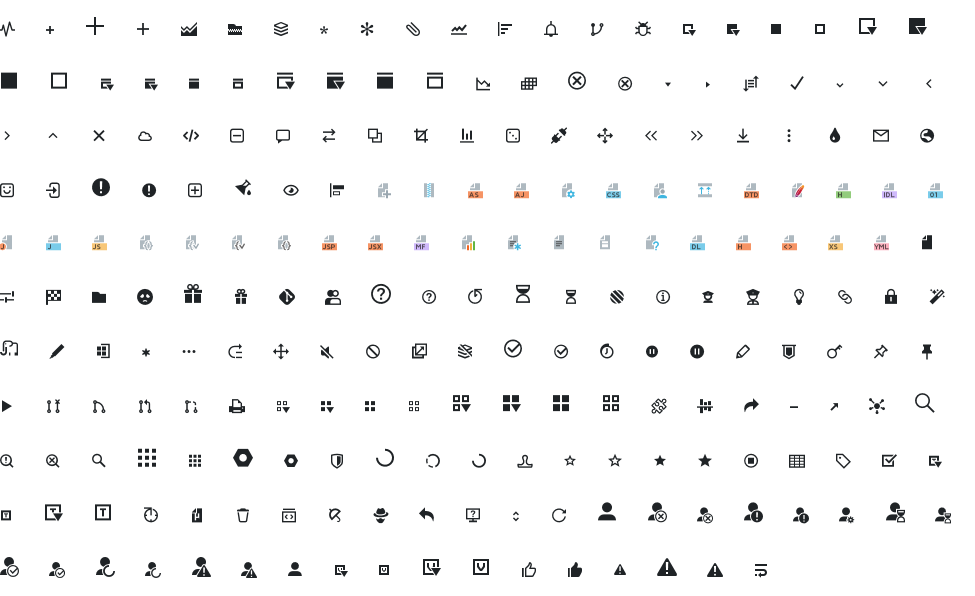 AS AJ CSS DTD H IDL 01
J J JS JSP JSX MF DL H <> XS YML
T T T